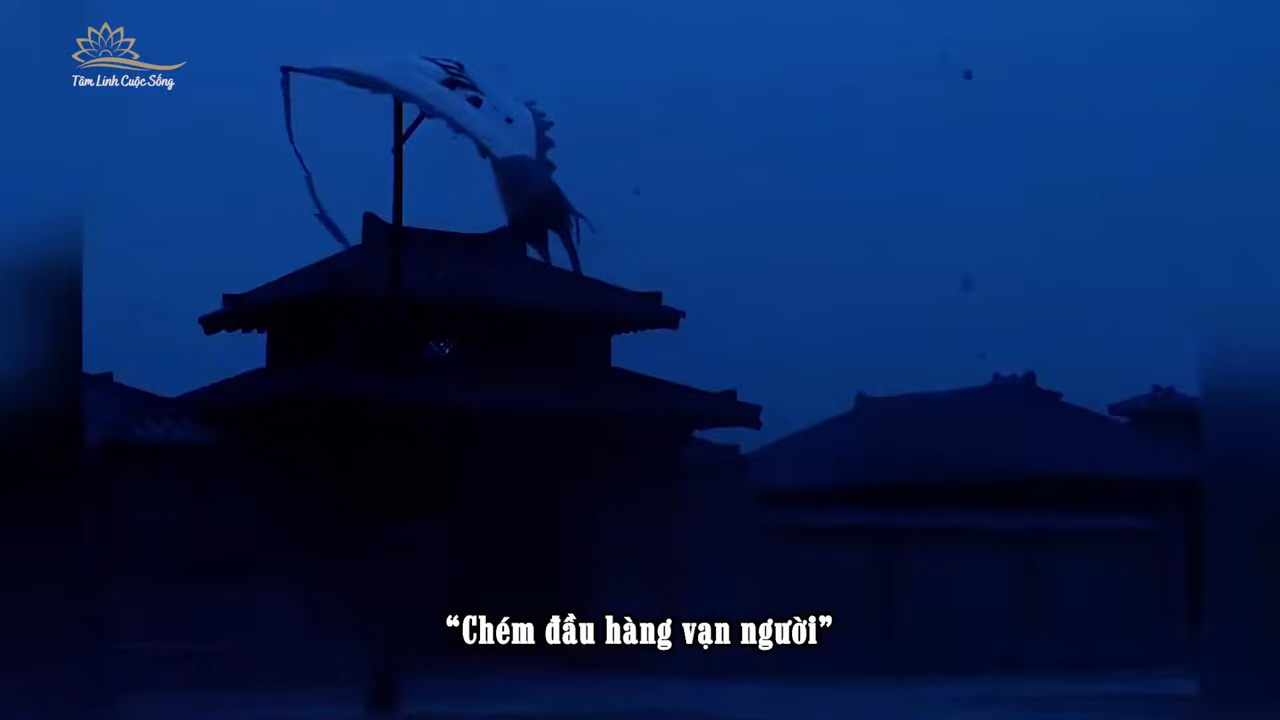 Tâm Linh Cuộc Sống
“Chém đầu hàng vạn người”